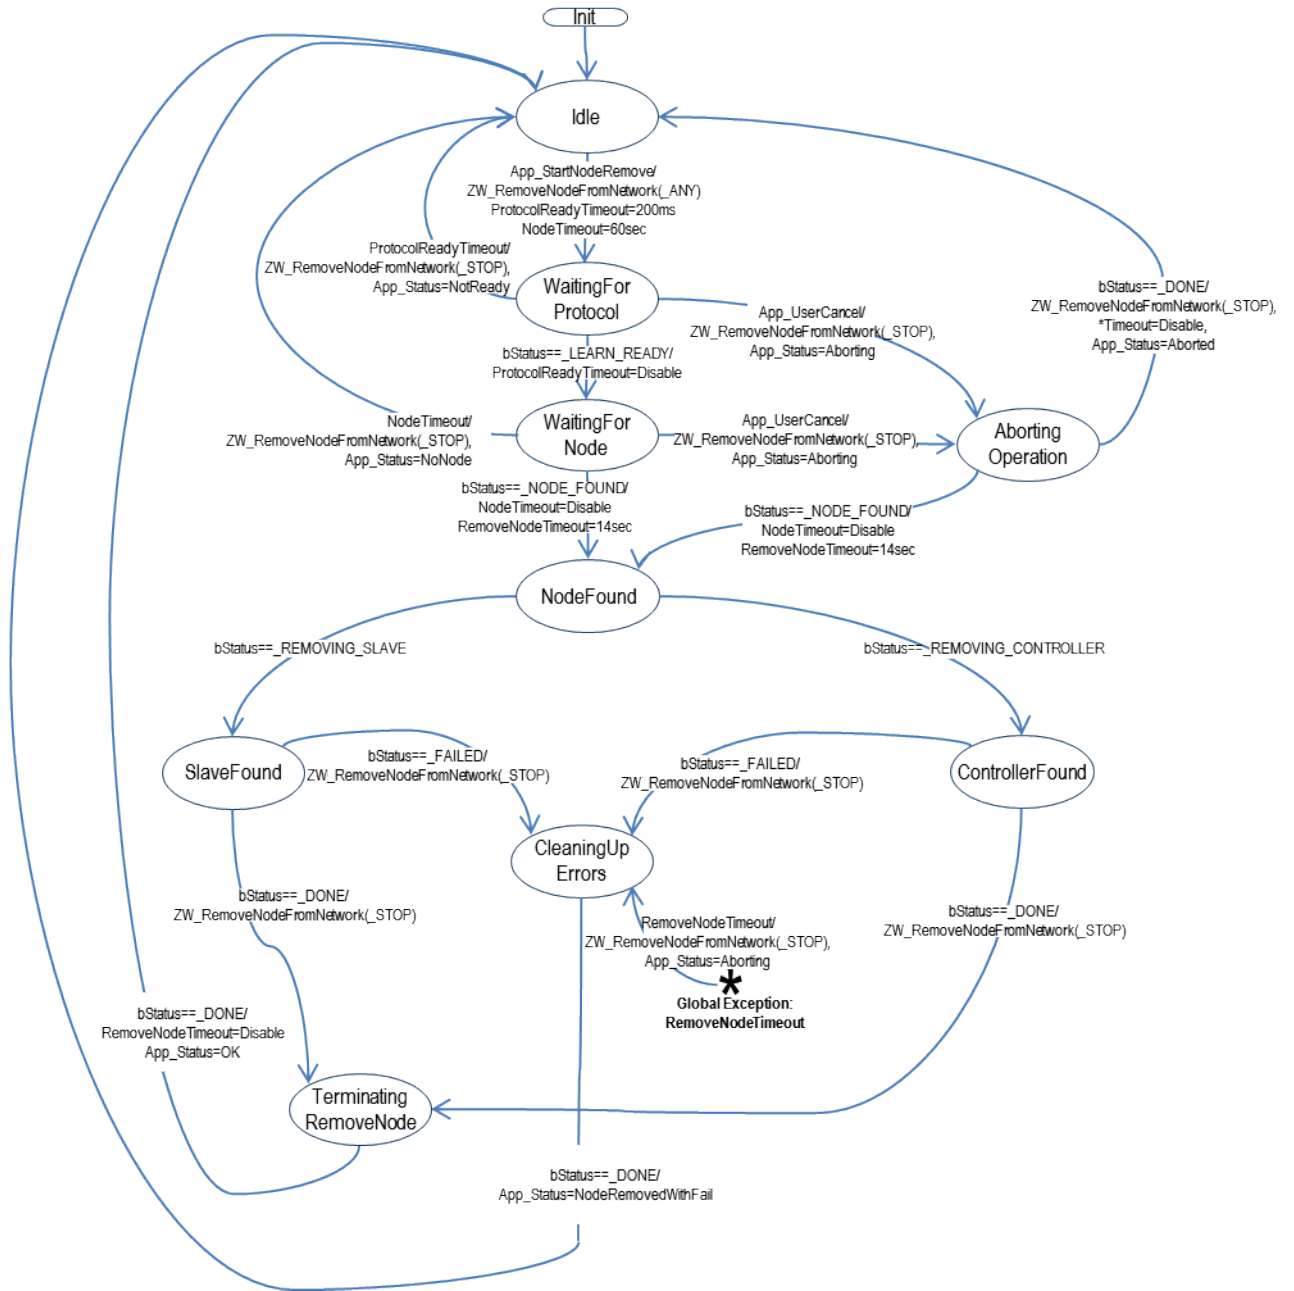 Init
Idle
App_StartNodeRemove/
ZW_RemoveNodeFromNetwork(_ANY)
ProtocolReadyTimeout=200ms
NodeTimeout=60sec
ProtocolReadyTimeout/
ZW_RemoveNodeFromNetwork(_STOP),
App_Status=NotReady
WaitingFor
Protocol
App_UserCancel/
ZW_RemoveNodeFromNetwork(_STOP),
App_Status=Aborting
bStatus==_DONE/
ZW_RemoveNodeFromNetwork(_STOP),
*Timeout=Disable,
App_Status=Aborted
bStatus==_LEARN_READY/
ProtocolReadyTimeout=Disable
NodeTimeout/
ZW_RemoveNodeFromNetwork(_STOP),
App_Status=NoNode
WaitingFor
Node
App_UserCancel/
ZW_RemoveNodeFromNetwork(_STOP),
App_Status=Aborting
Aborting
Operation
bStatus==_NODE_FOUND/
NodeTimeout=Disable
RemoveNodeTimeout=14sec
bStatus==_NODE_FOUND/
NodeTimeout=Disable
RemoveNodeTimeout=14sec
NodeFound
bStatus==_REMOVING_SLAVE
bStatus==_REMOVING_CONTROLLER
SlaveFound
bStatus==_FAILED/
ZW_RemoveNodeFromNetwork(_STOP)
bStatus==_FAILED/
ZW_RemoveNodeFromNetwork(_STOP)
ControllerFound
CleaningUp
Errors
bStatus==_DONE/
ZW_RemoveNodeFromNetwork(_STOP)
RemoveNodeTimeout/
ZW_RemoveNodeFromNetwork(_STOP),
App_Status=Aborting
*
Global Exception:
RemoveNodeTimeout
bStatus==_DONE/
ZW_RemoveNodeFromNetwork(_STOP)
bStatus==_DONE/
RemoveNodeTimeout=Disable
App_Status=OK
Terminating
RemoveNode
bStatus==_DONE/
App_Status=NodeRemovedWithFail